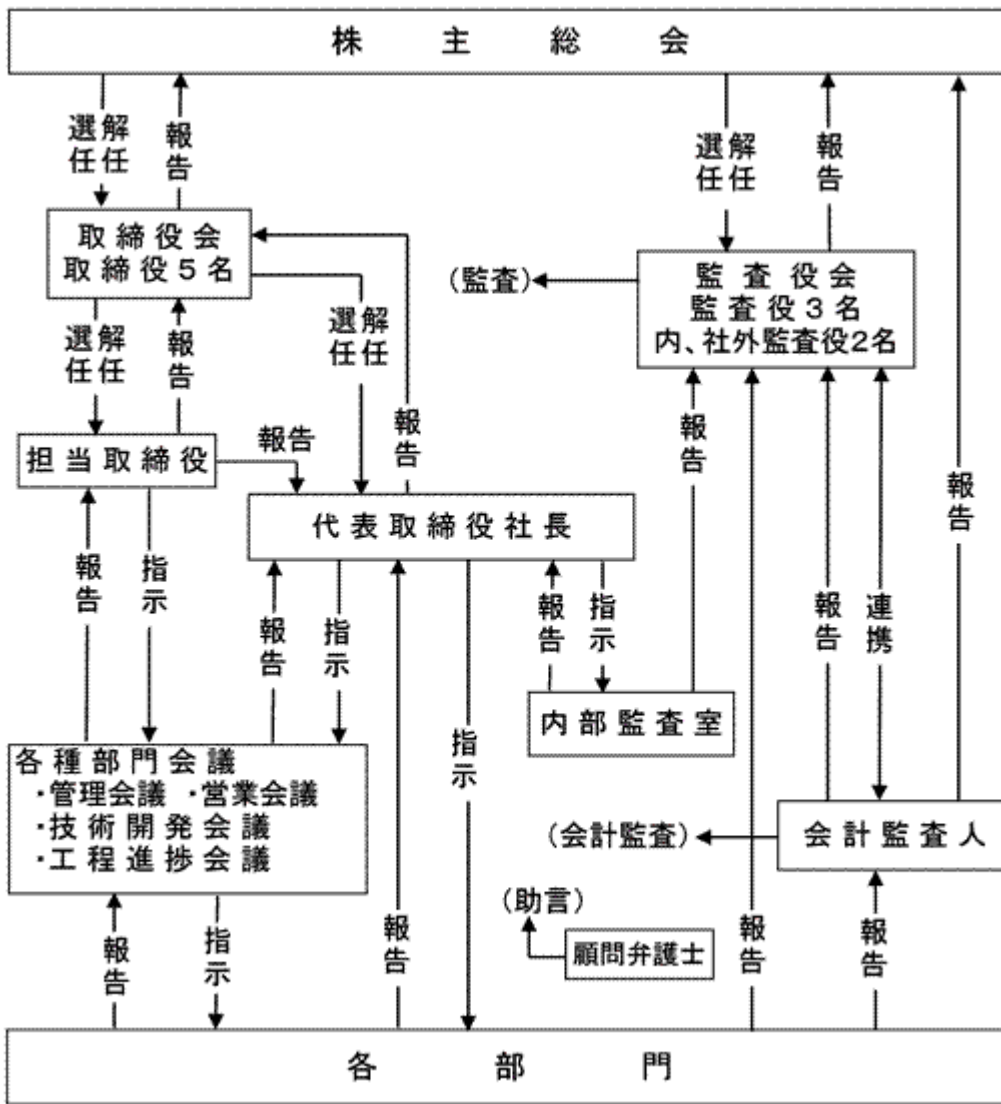 株主総会
選任
解任
報告
選任
解任
報告
取締役会
取締役5名
(監査)
監査役会
監査役3名
内、社外監査役2名
選任
解任
報告
選任
解任
報告
報告
報告
報告
担当取締役
報告
代表取締役社長
報告
指示
報告
指示
報告
指示
報告
連携
内部監査室
指示
各種部門会議
・管理会議 ・営業会議
・技術開発会議
・工程進捗会議
(会計監査)
会計監査人
(助言)
顧問弁護士
報告
指示
報告
報告
報告
各部門